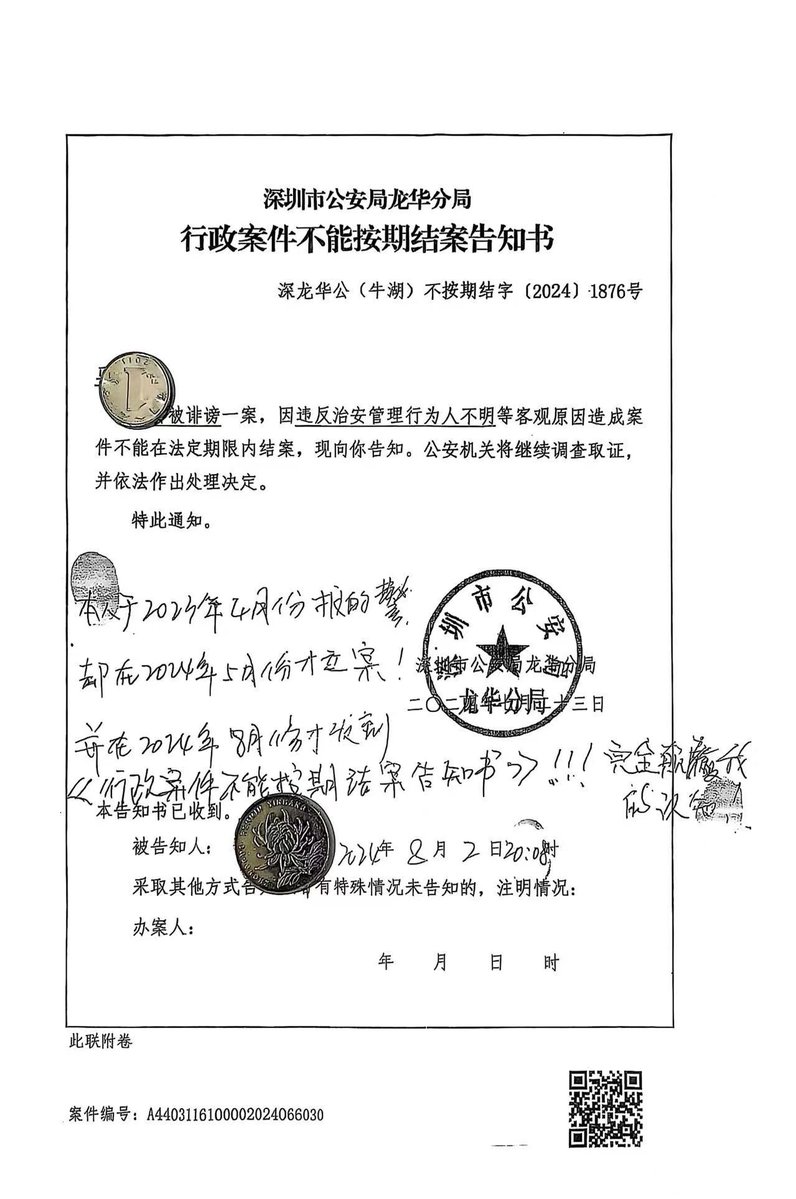 深圳市公安局龙华分局
行政案件不能按期结案告知书
深龙华公（牛湖）不按期结字〔2024〕1876号
被诽谤一案，因违反治安管理行为人不明等客观原因造成案
件不能在法定期限内结案，现向你告知。公安机关将继续调查取证，
并依法作出处理决定。
特此通知。
本人于2023年4月份报的警
却在2024年5月份才立案！
深圳市公安局龙华分局
深圳市公安局
龙华分局
二〇二四年七月二十三日
并在2024年8月份才收到
《行政案件不能按期结案告知书》！！！完全颠覆我
的认知！
本告知书已收到。
被告知人：
2024年8月2日20:08时
采取其他方式告 有特殊情况未告知的，注明情况：
办案人：
年 月 日 时
此联附卷
案件编号：A4403116100002024066030